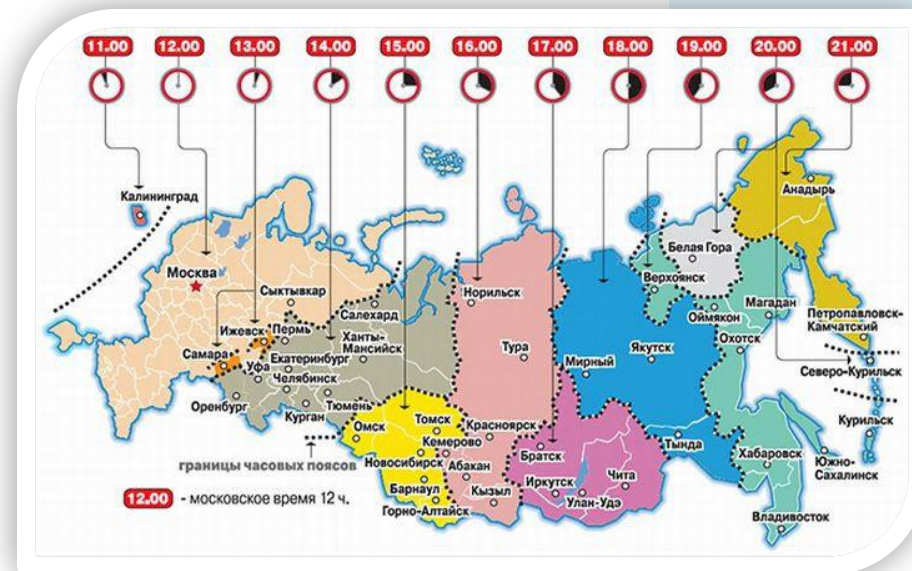 11.00
12.00
13.00
14.00
15.00
16.00
17.00
18.00
19.00
20.00
21.00
Калининград
Анадырь
Москва
Белая Гора
Верхоянск
Сыктывкар
Норильск
Салехард
Магадан
Оймякон
Петропавловск-
Камчатский
Ижевск
Пермь
Ханты-
Мансийск
Охотск
Самара
Екатеринбург
Тура
Мирный
Якутск
Северо-Курильск
Уфа
Челябинск
Оренбург
Тюмень
Курган
Курильск
Томск
Красноярск
Омск
Кемерово
Братск
Тында
границы часовых поясов
Новосибирск
Абакан
Чита
Хабаровск
Южно-
Сахалинск
Иркутск
Барнаул
Кызыл
Улан-Удэ
Горно-Алтайск
Владивосток
12.00 - московское время 12 ч.